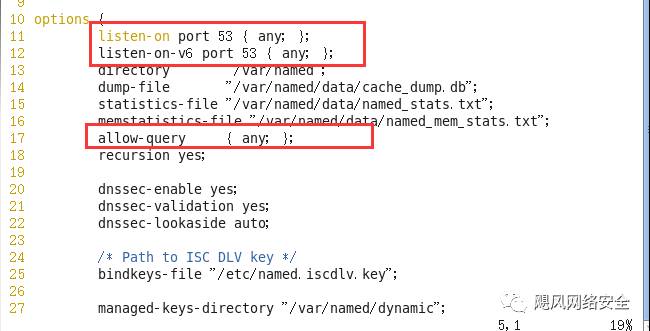 9
10 options {
11 listen-on port 53 { any; };
12 listen-on-v6 port 53 { any; };
13 directory "/var/named";
14 dump-file "/var/named/data/cache_dump.db";
15 statistics-file "/var/named/data/named_stats.txt";
16 memstatistics-file "/var/named/data/named_mem_stats.txt";
17 allow-query { any; };
18 recursion yes;
19
20 dnssec-enable yes;
21 dnssec-validation yes;
22 dnssec-lookaside auto;
23
24 /* Path to ISC DLV key */
25 bindkeys-file "/etc/named.iscdlv.key";
26
27 managed-keys-directory "/var/named/dynamic";
飓风网络安全
5,1 19%